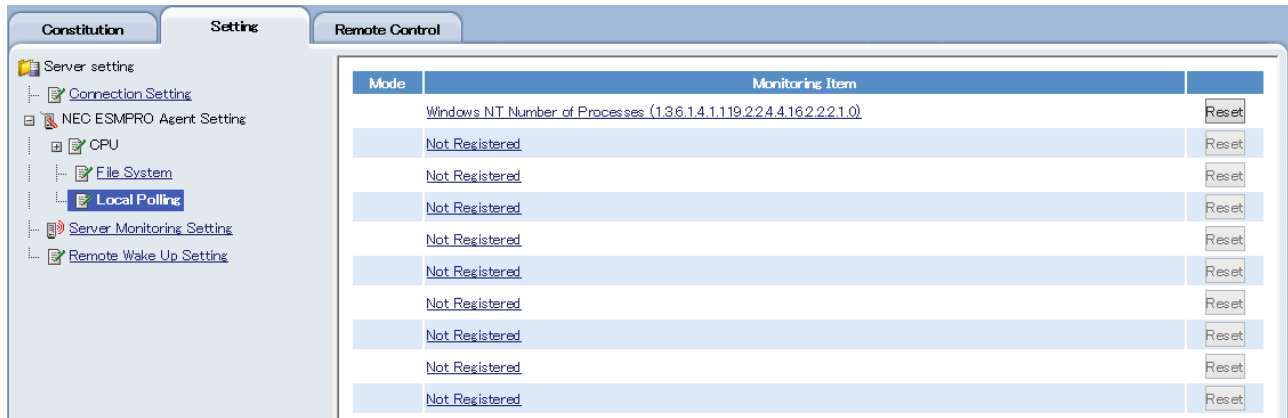 Constitution
Setting
Remote Control
Server setting
Connection Setting
NEC ESMPRO Agent Setting
CPU
File System
Local Polling
Server Monitoring Setting
Remote Wake Up Setting
Mode Monitoring Item
Windows NT Number of Processes (1.3.6.1.4.1.119.2.2.4.4.16.2.2.2.1.0) Reset
Not Registered Reset
Not Registered Reset
Not Registered Reset
Not Registered Reset
Not Registered Reset
Not Registered Reset
Not Registered Reset
Not Registered Reset
Not Registered Reset